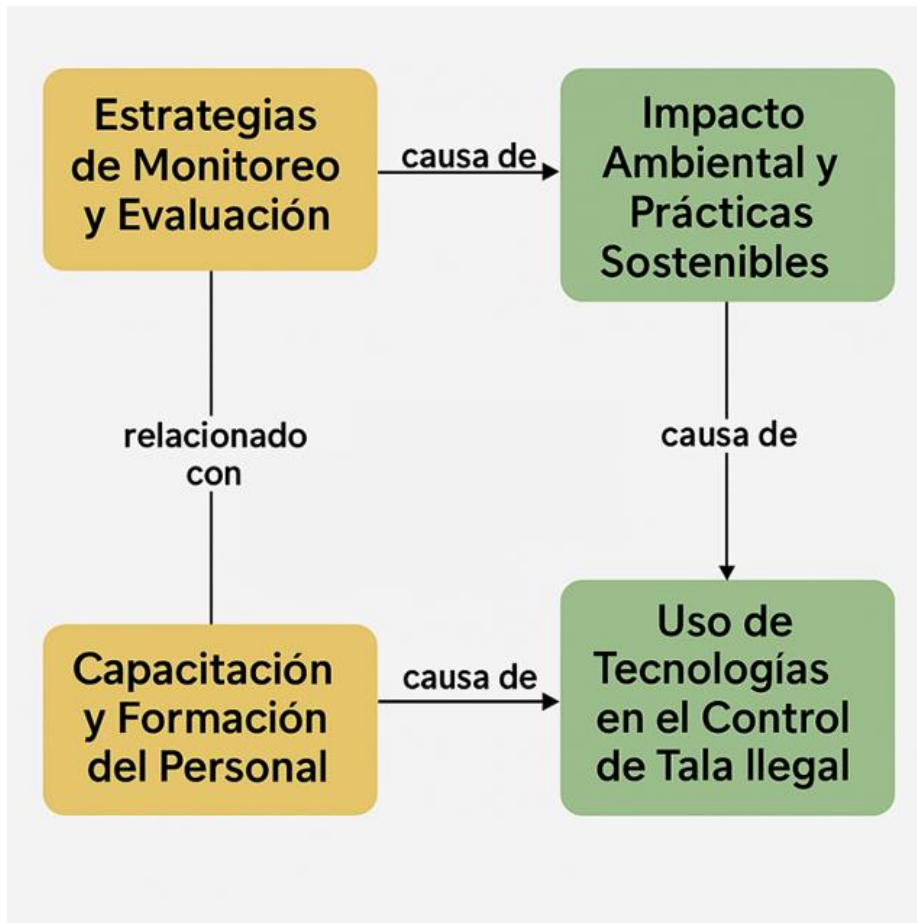 Estrategias
de Monitoreo
y Evaluación
causa de
Impacto
Ambiental y
Prácticas
Sostenibles
relacionado
con
causa de
Capacitación
y Formación
del Personal
causa de
Uso de
Tecnologías
en el Control
de Tala Ilegal